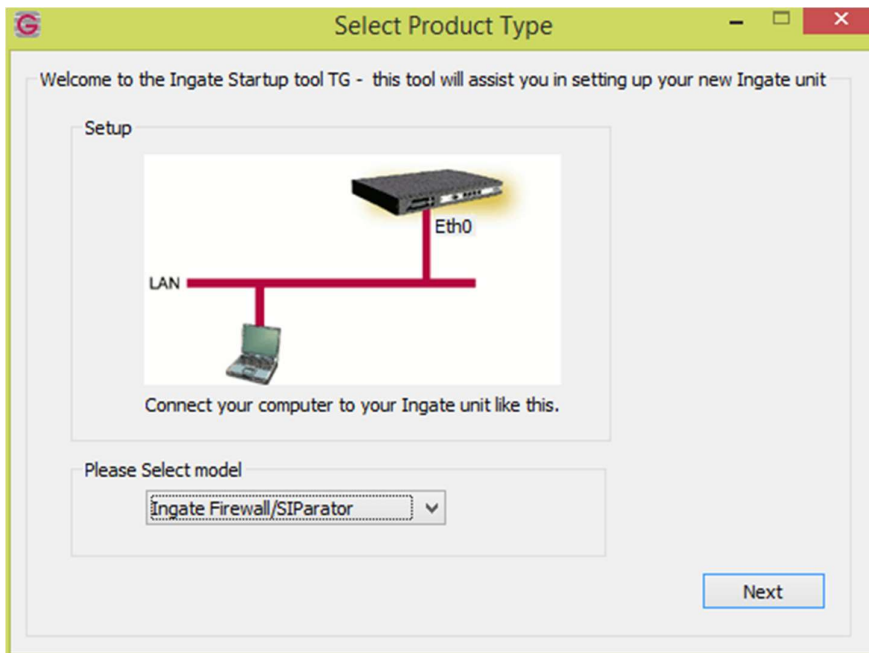 Select Product Type
Welcome to the Ingate Startup tool TG - this tool will assist you in setting up your new Ingate unit
Setup
Eth0
LAN
Connect your computer to your Ingate unit like this.
Please Select model
Ingate Firewall/SIParator
Next